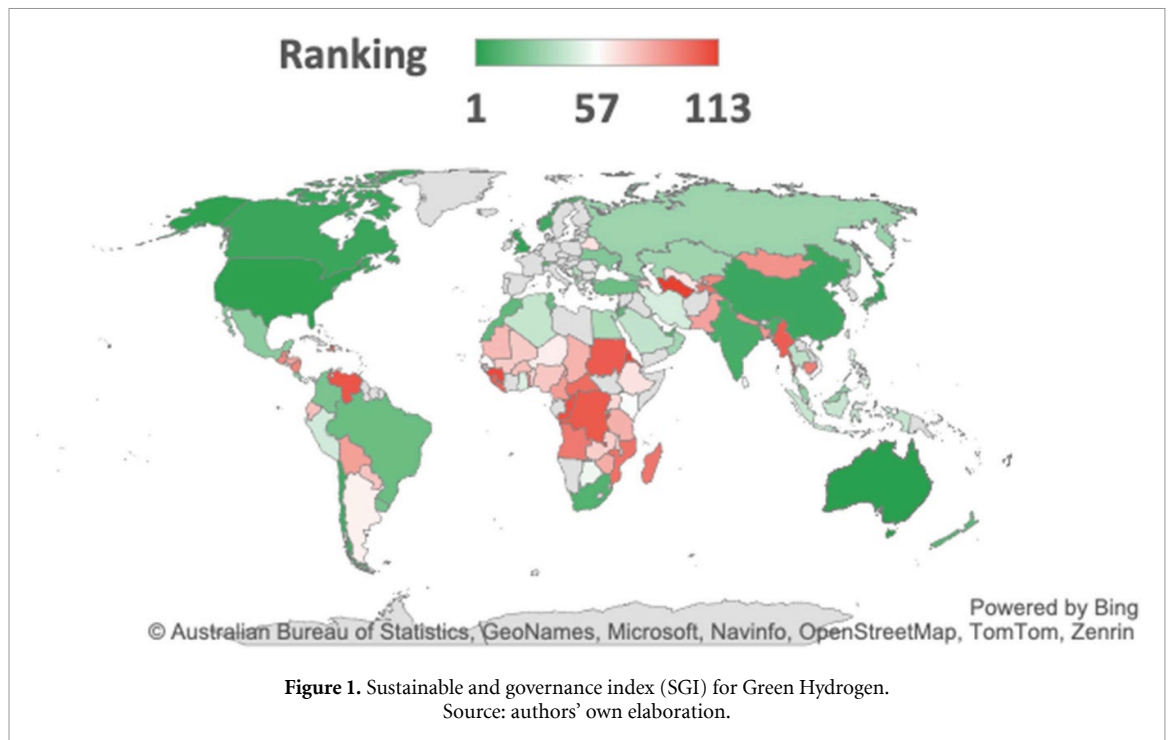 Ranking
1 57 113
Powered by Bing
© Australian Bureau of Statistics, GeoNames, Microsoft, Navinfo, OpenStreetMap, TomTom, Zenrin
Figure 1. Sustainable and governance index (SGI) for Green Hydrogen.
Source: authors’ own elaboration.